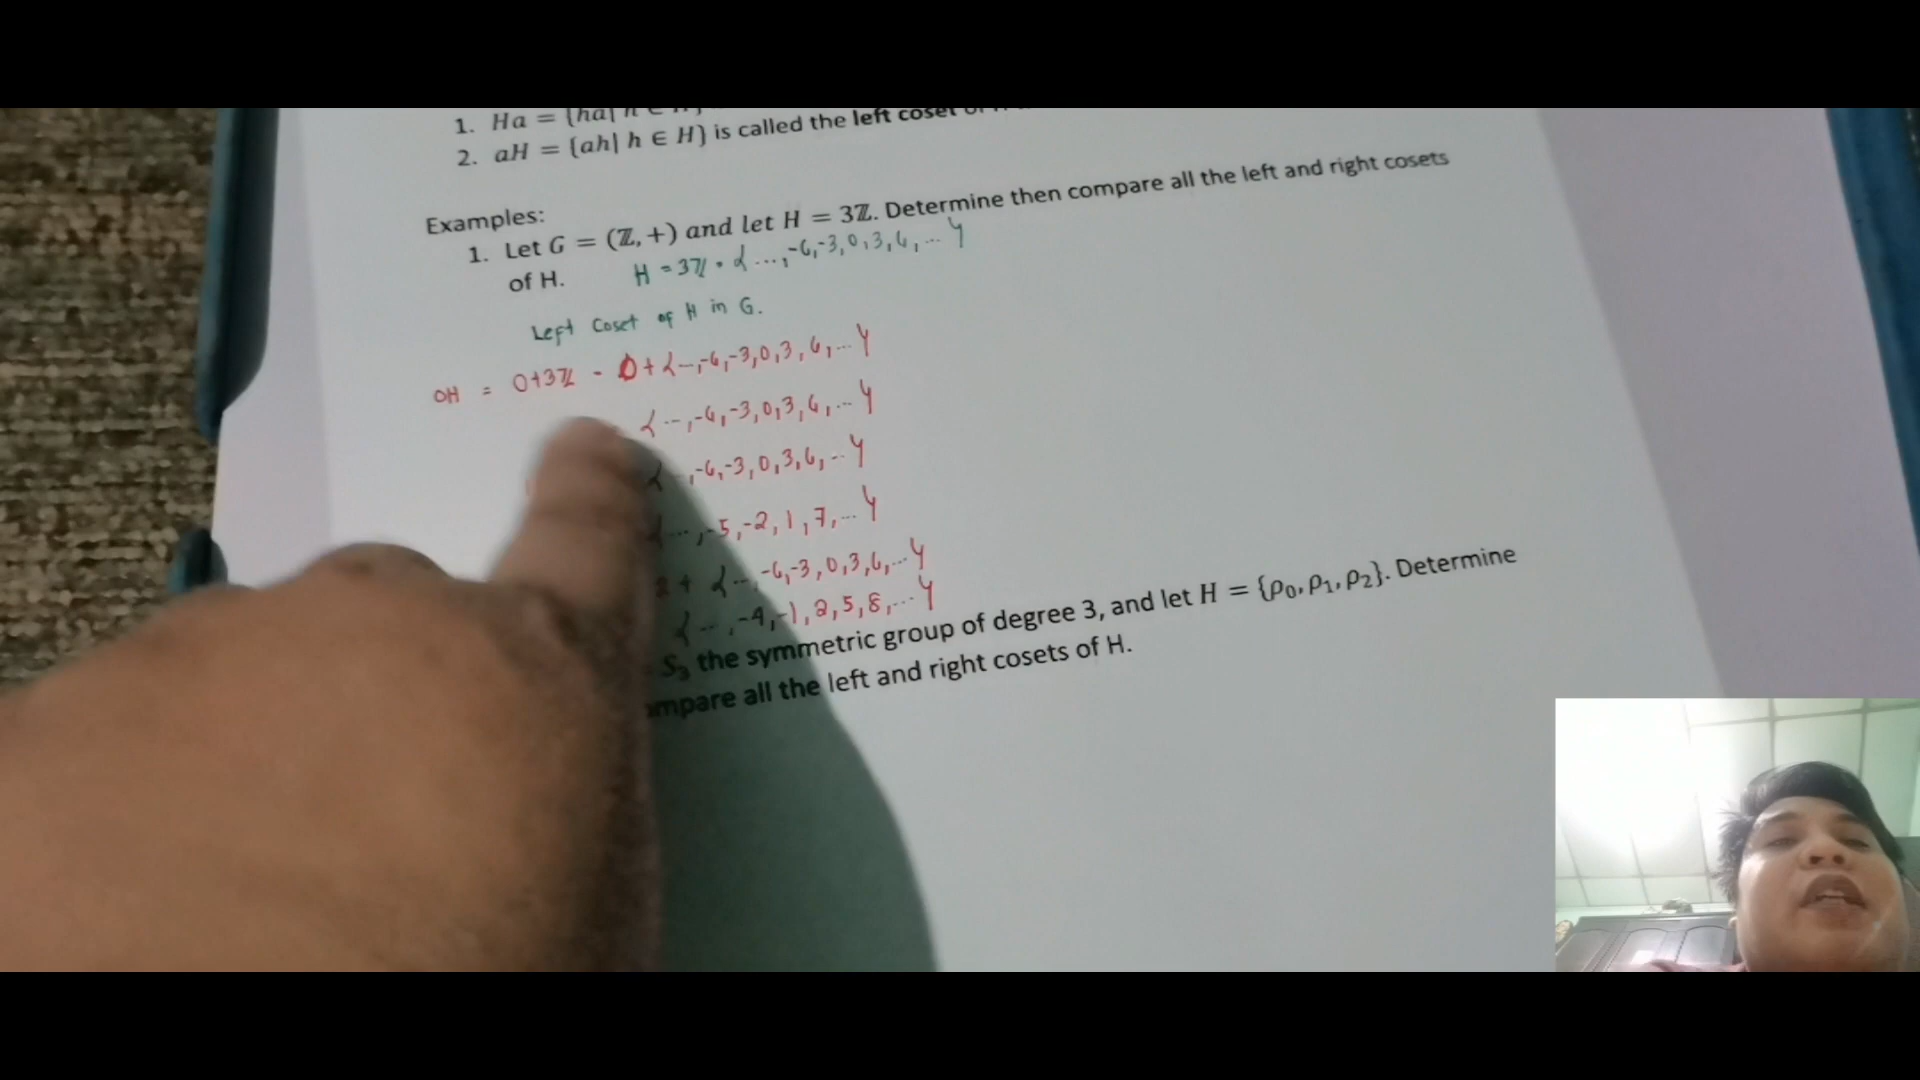 1. Ha = {ha| h ∈ H}
2. aH = {ah| h ∈ H} is called the left coset
Examples:
1. Let G = (ℤ, +) and let H = 3ℤ. Determine then compare all the left and right cosets
of H. H = 3ℤ = {..., -6, -3, 0, 3, 6, ...}
Left Coset of H in G.
0H = 0+3ℤ = 0 + {..., -6, -3, 0, 3, 6, ...}
{..., -6, -3, 0, 3, 6, ...}
{..., -6, -3, 0, 3, 6, ...}
{..., -5, -2, 1, 7, ...}
2 + {..., -6, -3, 0, 3, 6, ...}
{..., -4, -1, 2, 5, 8, ...}
S₃ the symmetric group of degree 3, and let H = {ρ₀, ρ₁, ρ₂}. Determine
ompare all the left and right cosets of H.